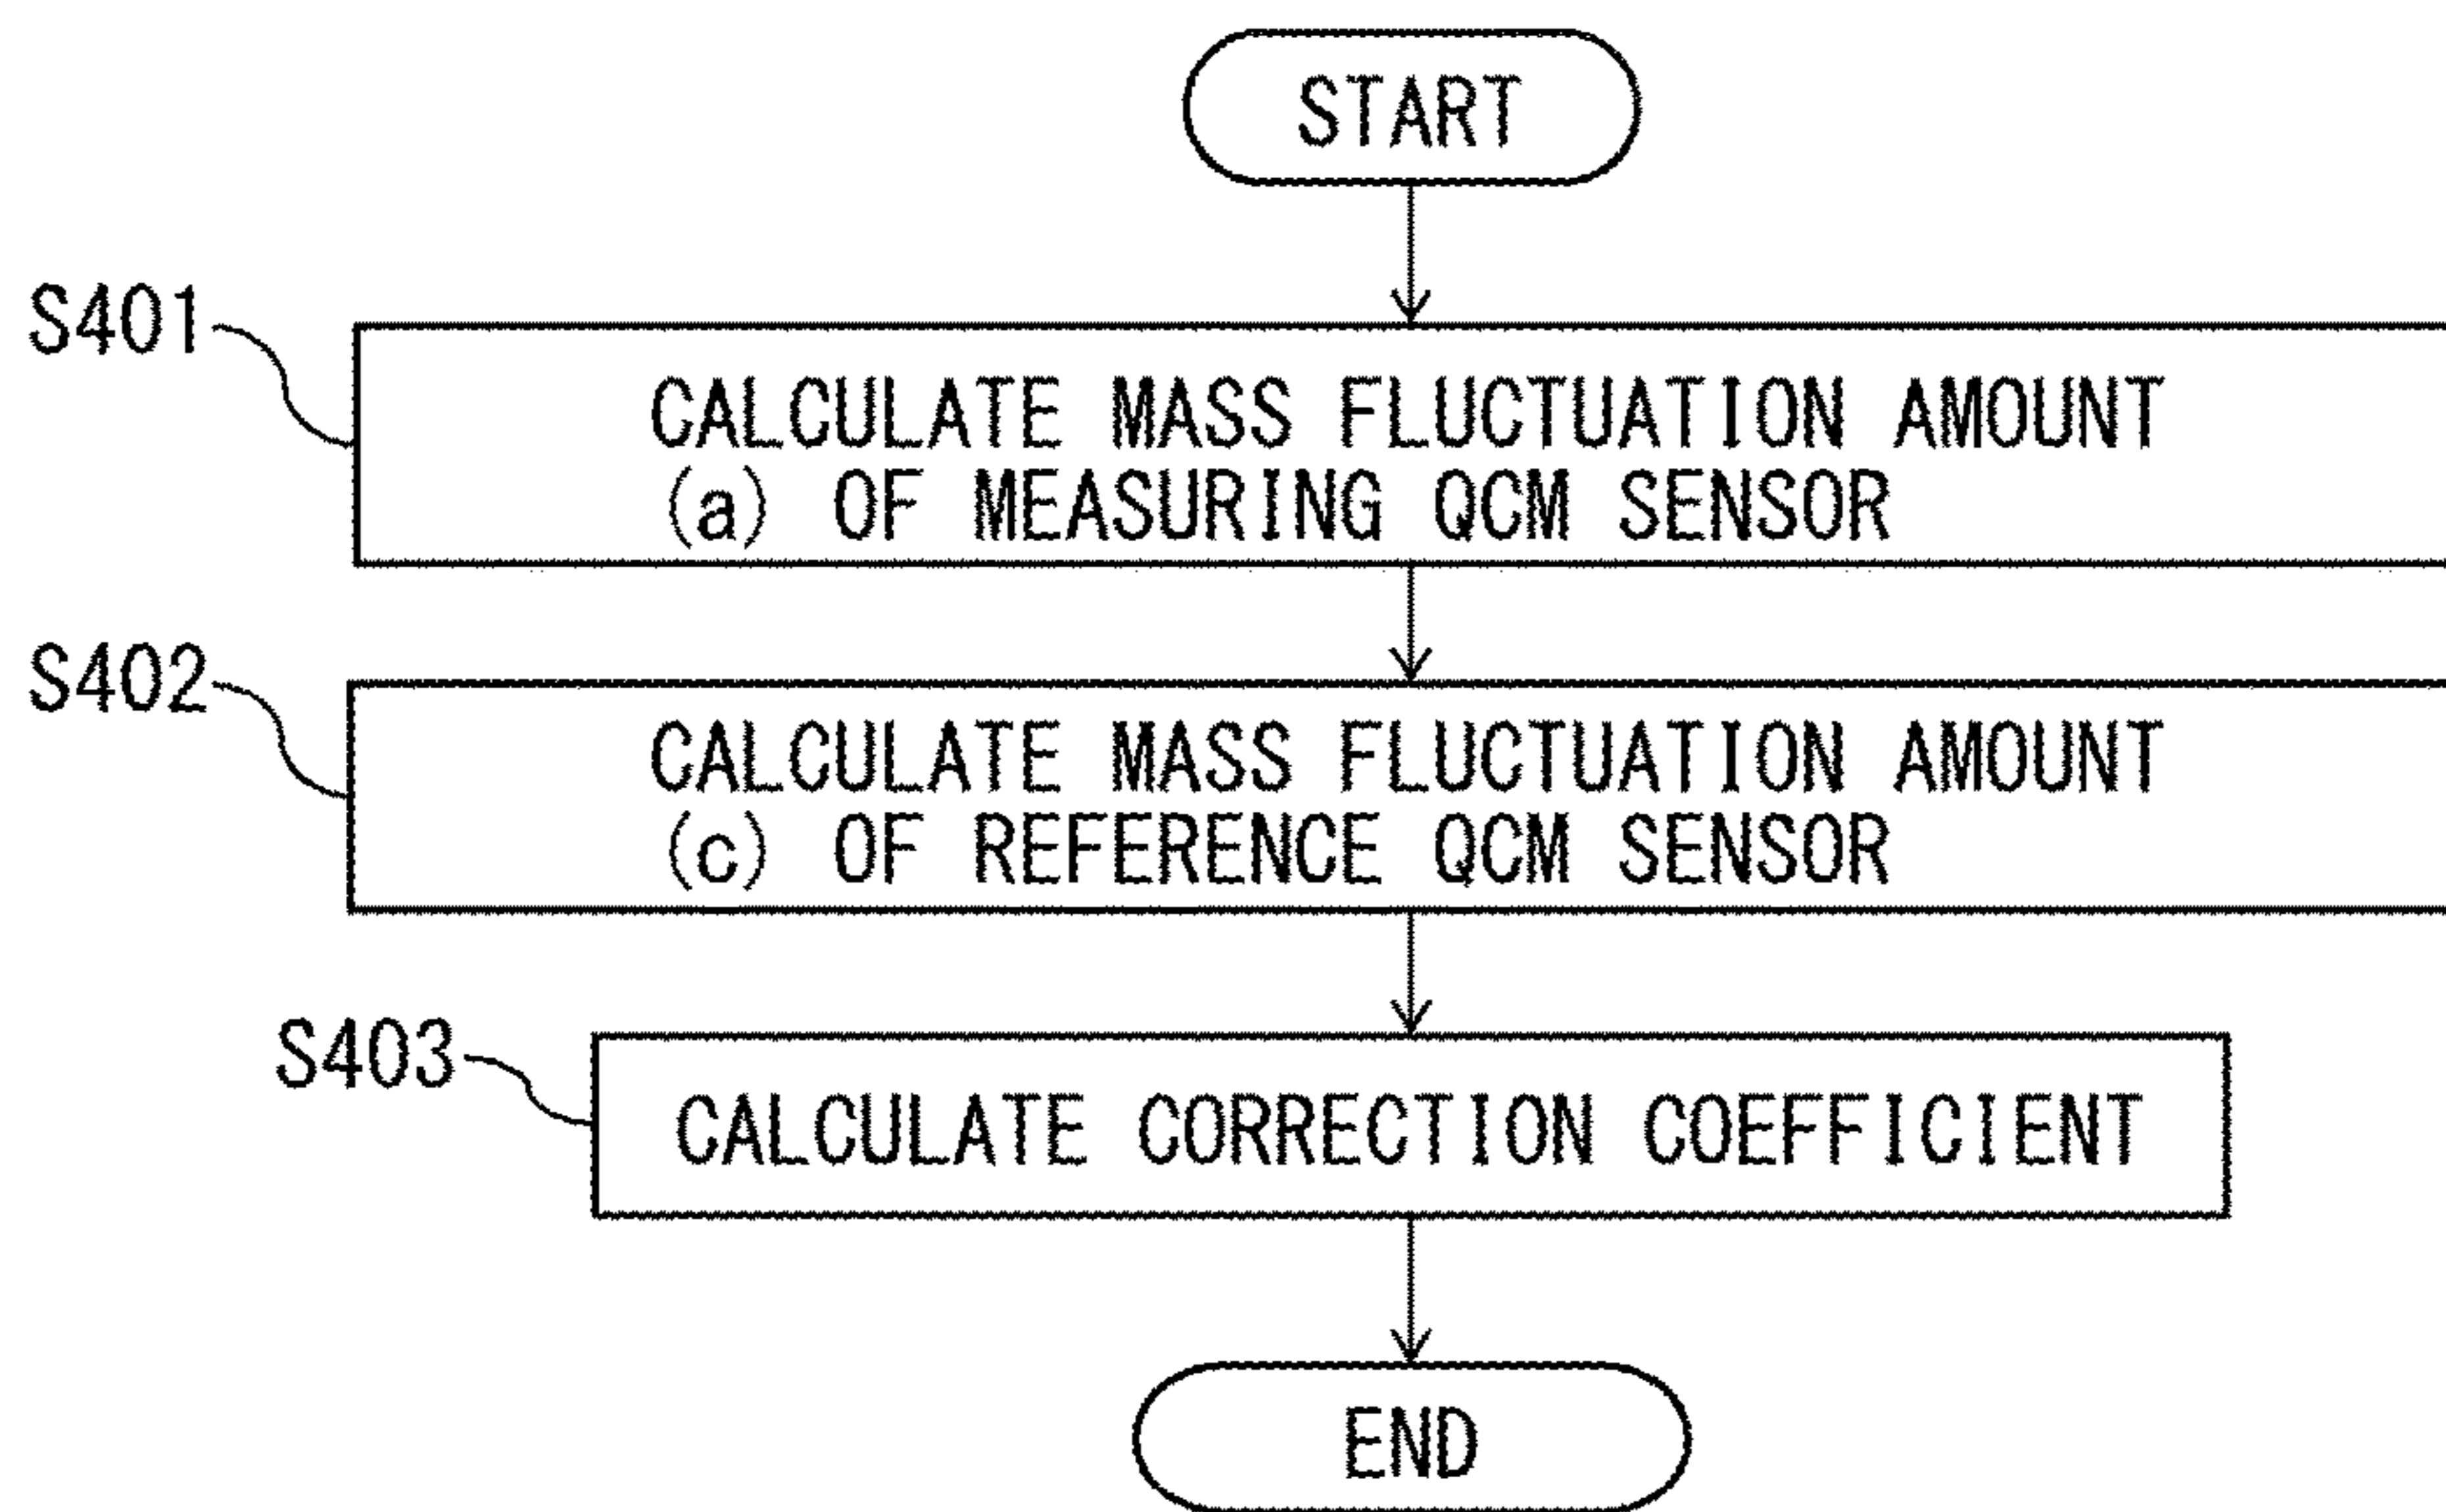 START
S401
CALCULATE MASS FLUCTUATION AMOUNT
(a) OF MEASURING QCM SENSOR
S402
CALCULATE MASS FLUCTUATION AMOUNT
(c) OF REFERENCE QCM SENSOR
S403
CALCULATE CORRECTION COEFFICIENT
END